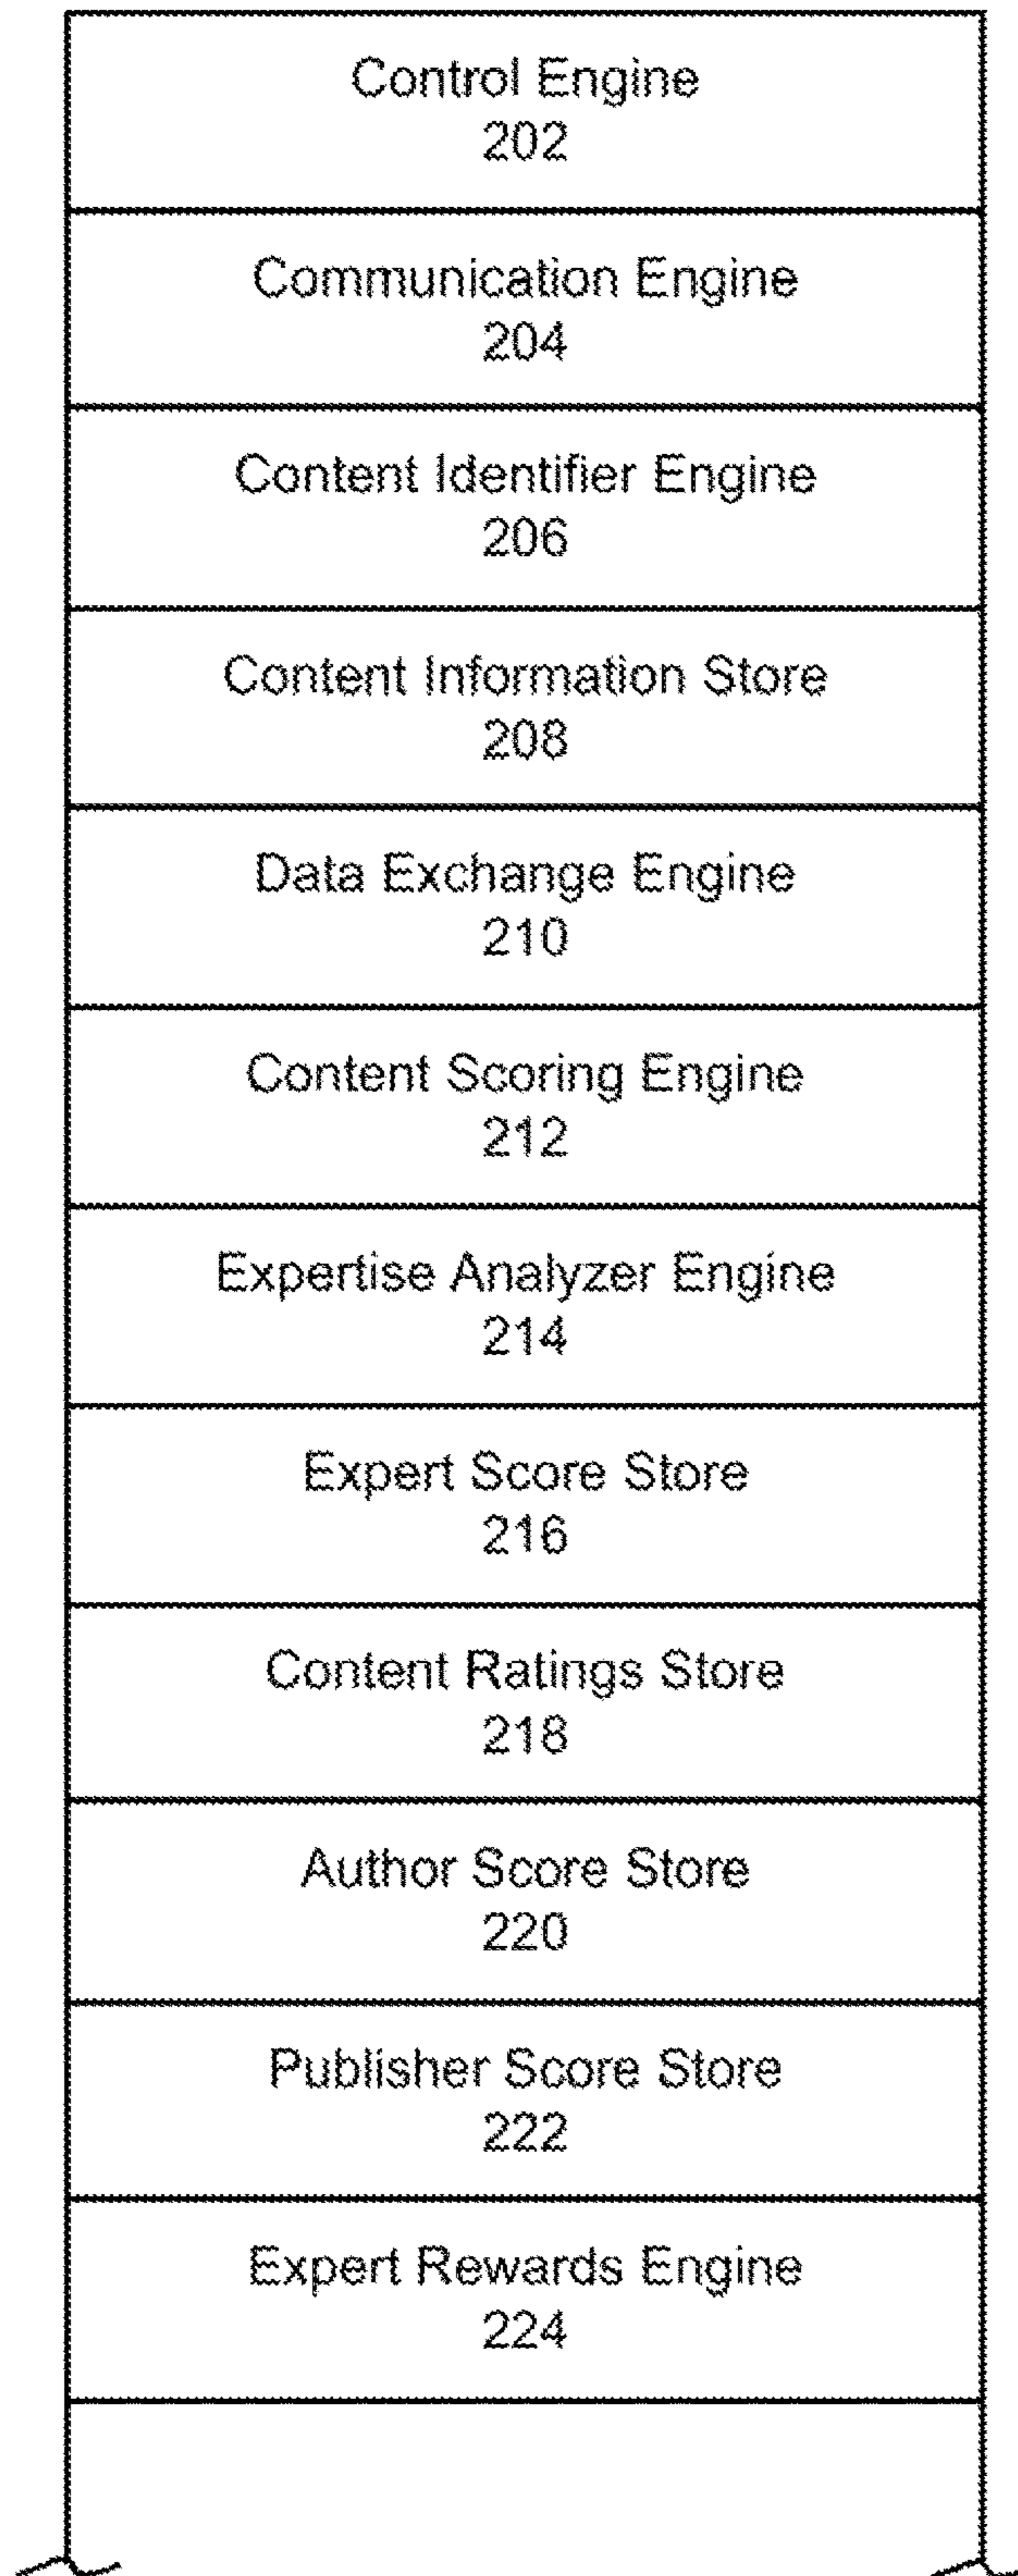 Control Engine
202
Communication Engine
204
Content Identifier Engine
206
Content Information Store
208
Data Exchange Engine
210
Content Scoring Engine
212
Expertise Analyzer Engine
214
Expert Score Store
216
Content Ratings Store
218
Author Score Store
220
Publisher Score Store
222
Expert Rewards Engine
224